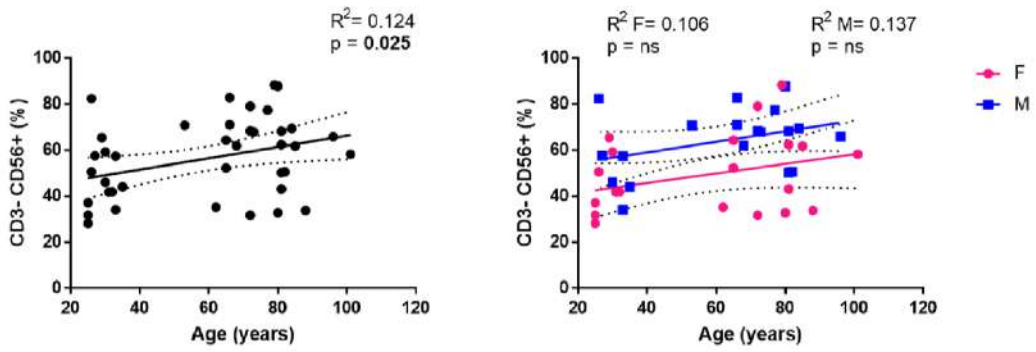 R²= 0.124
p = 0.025
CD3- CD56+ (%)
100
80
60
40
20
0
20
40
60
80
100
120
Age (years)
R² F= 0.106
p = ns
R² M= 0.137
p = ns
CD3- CD56+ (%)
100
80
60
40
20
0
20
40
60
80
100
120
Age (years)
F
M